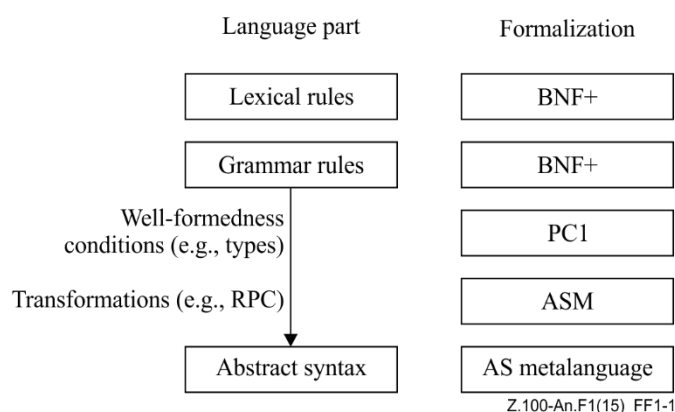 Language part Formalization
Lexical rules BNF+
Grammar rules BNF+
Well-formedness
conditions (e.g., types) PC1
Transformations (e.g., RPC) ASM
Abstract syntax AS metalanguage
Z.100-An.F1(15)_FF1-1